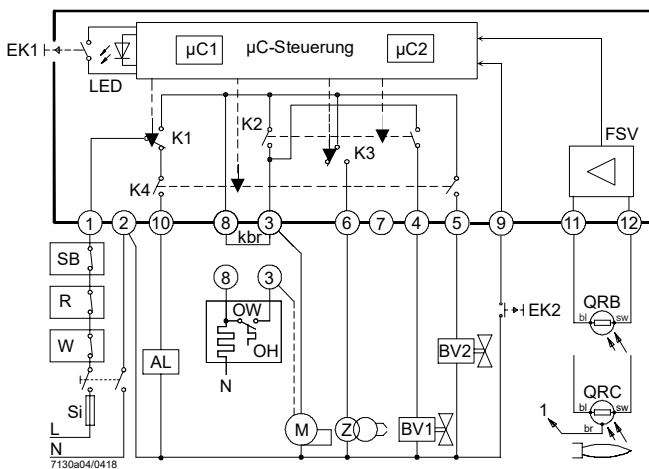 µC1 µC-Steuerung µC2
EK1
LED
FSV
K1 K2 K3
K4
1 2 10 8 3 6 7 4 5 9 11 12
kbr
SB
8 3
QRB
bl sw
R
OW
EK2
W
AL
OH
BV2
N
QRC
bl sw
br
1
Si
L
M Z BV1
N
7130a04/0418